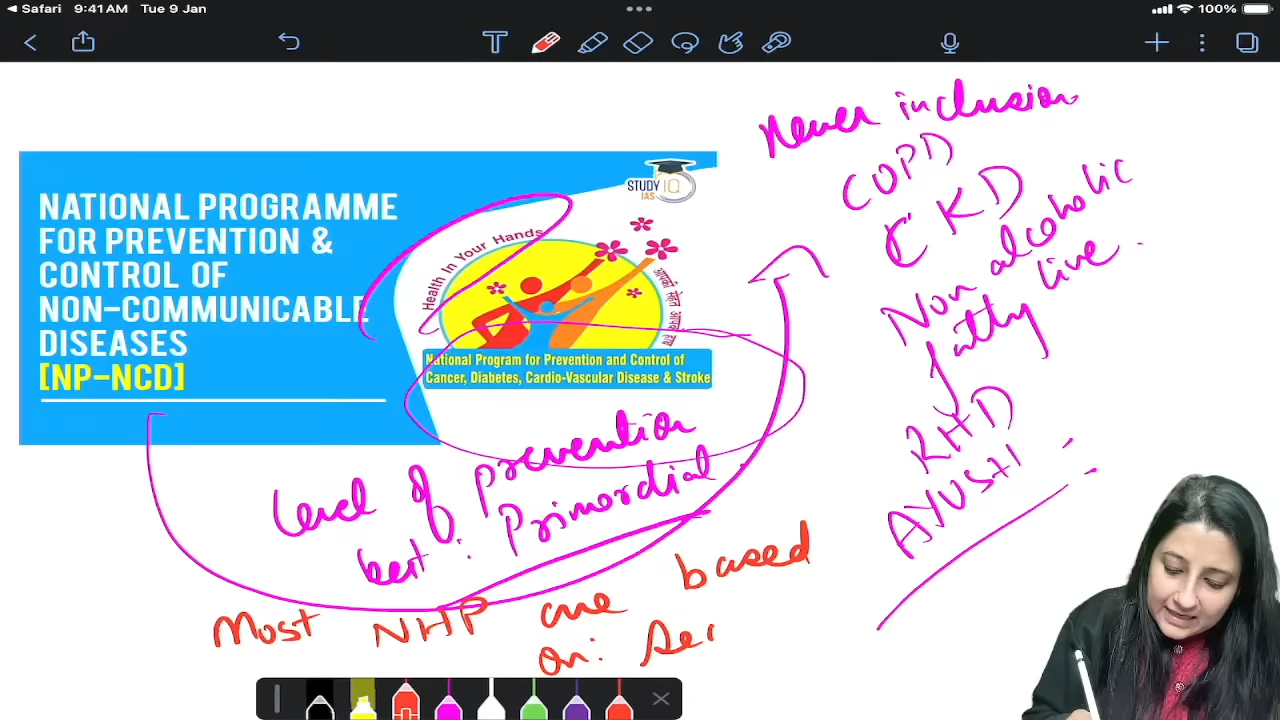 Safari 9:41 AM Tue 9 Jan 100%
NATIONAL PROGRAMME
FOR PREVENTION &
CONTROL OF
NON-COMMUNICABLE
DISEASES
[NP-NCD]
STUDY IQ
IAS
Health In Your Hands
National Program for Prevention and Control of
Cancer, Diabetes, Cardio-Vascular Disease & Stroke
inclusion
COPD
CKD
Non alcoholic
fatty live
RHD
AYUSH
level of prevention
best: Primordial
Most NHP are based
on: Sec